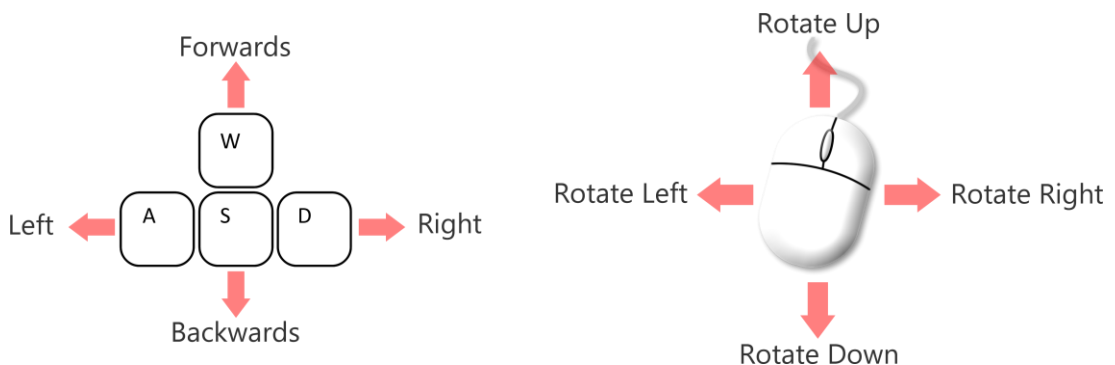 Forwards
W
Left
A
S
D
Right
Backwards
Rotate Up
Rotate Left
Rotate Right
Rotate Down